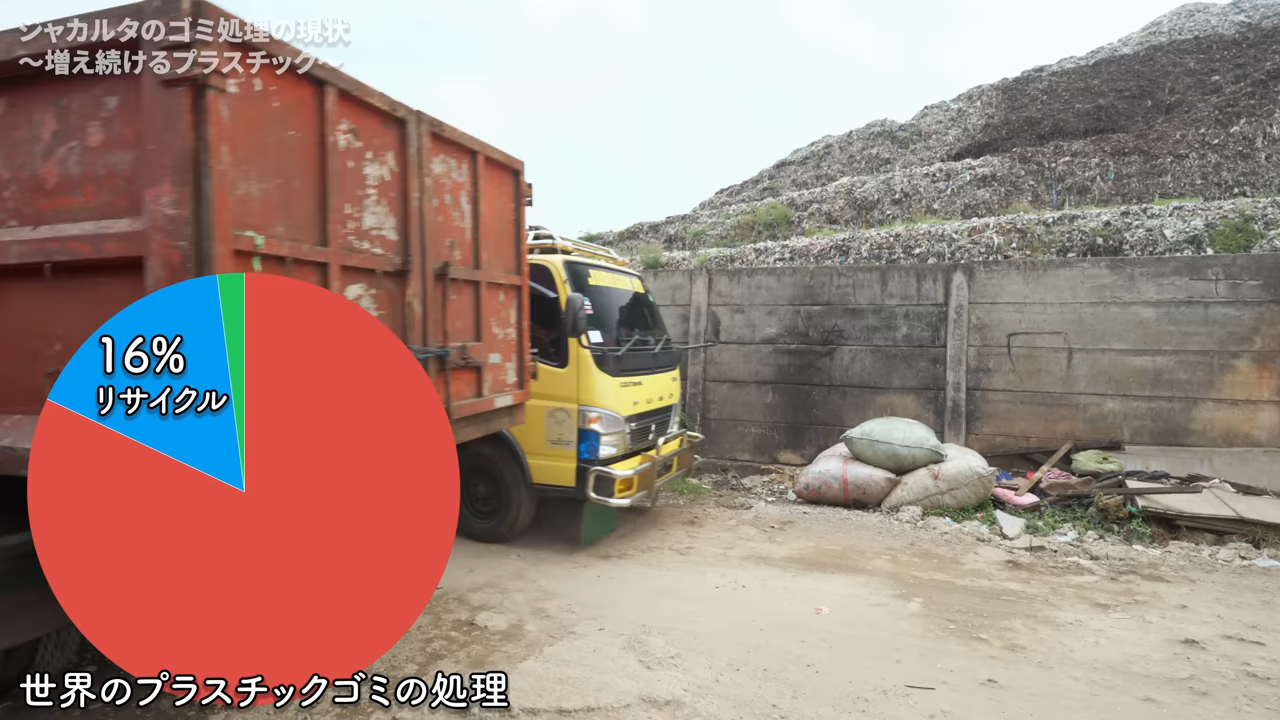 ジャカルタのゴミ処理の現状
〜増え続けるプラスチック〜
16%
リサイクル
FUSO
世界のプラスチックゴミの処理